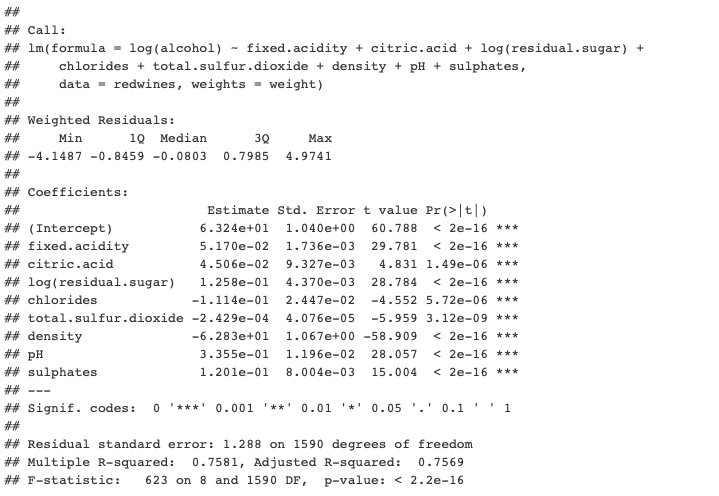 ##
## Call:
## lm(formula = log(alcohol) ~ fixed.acidity + citric.acid + log(residual.sugar) +
##     chlorides + total.sulfur.dioxide + density + pH + sulphates,
##     data = redwines, weights = weight)
##
## Weighted Residuals:
##     Min      1Q  Median      3Q     Max
## -4.1487 -0.8459 -0.0803  0.7985  4.9741
##
## Coefficients:
##                        Estimate Std. Error t value Pr(>|t|)
## (Intercept)           6.324e+01  1.040e+00  60.788  < 2e-16 ***
## fixed.acidity         5.170e-02  1.736e-03  29.781  < 2e-16 ***
## citric.acid           4.506e-02  9.327e-03   4.831 1.49e-06 ***
## log(residual.sugar)   1.258e-01  4.370e-03  28.784  < 2e-16 ***
## chlorides            -1.114e-01  2.447e-02  -4.552 5.72e-06 ***
## total.sulfur.dioxide -2.429e-04  4.076e-05  -5.959 3.12e-09 ***
## density              -6.283e+01  1.067e+00 -58.909  < 2e-16 ***
## pH                    3.355e-01  1.196e-02  28.057  < 2e-16 ***
## sulphates             1.201e-01  8.004e-03  15.004  < 2e-16 ***
## ---
## Signif. codes:  0 '***' 0.001 '**' 0.01 '*' 0.05 '.' 0.1 ' ' 1
##
## Residual standard error: 1.288 on 1590 degrees of freedom
## Multiple R-squared:  0.7581, Adjusted R-squared:  0.7569
## F-statistic:   623 on 8 and 1590 DF,  p-value: < 2.2e-16